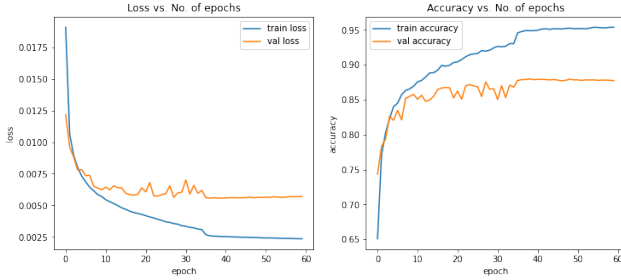 Loss vs. No. of epochs
train loss
val loss
0.0175
0.0150
0.0125
0.0100
0.0075
0.0050
0.0025
loss
0 10 20 30 40 50 60
epoch
Accuracy vs. No. of epochs
train accuracy
val accuracy
0.95
0.90
0.85
0.80
0.75
0.70
0.65
accuracy
0 10 20 30 40 50 60
epoch